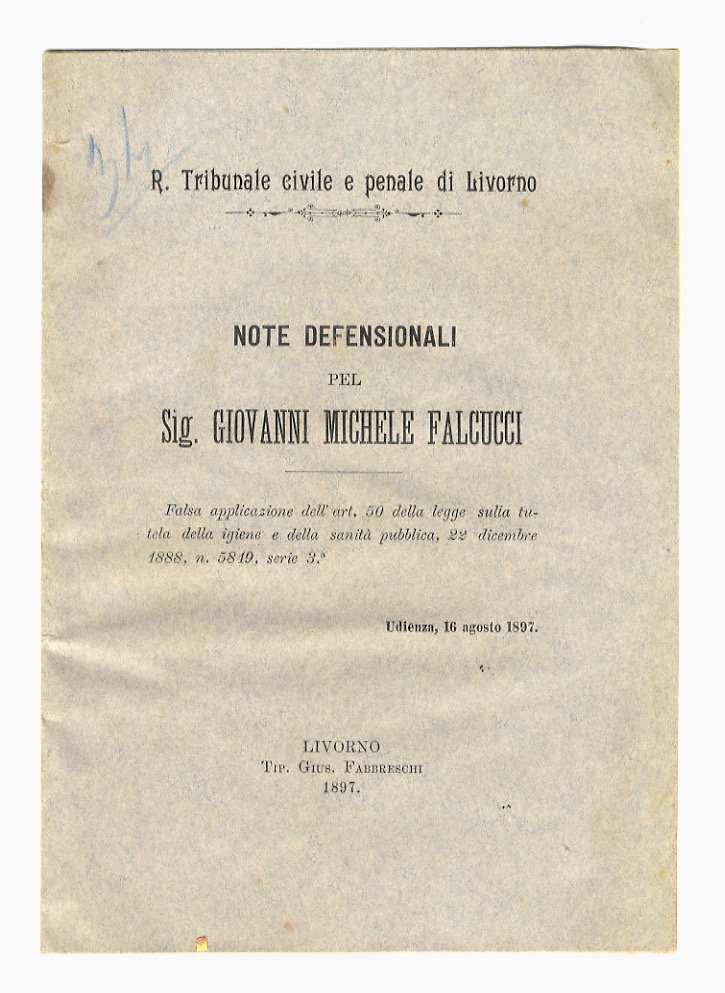 R. Tribunale civile e penale di Livorno
NOTE DEFENSIONALI
PEL
Sig. GIOVANNI MICHELE FALCUCCI
Falsa applicazione dell' art. 50 della legge sulla tu-
tela della igiene e della sanità pubblica, 22 dicembre
1888, n. 5849, serie 3.ª
Udienza, 16 agosto 1897.
LIVORNO
TIP. GIUS. FABBRESCHI
1897.